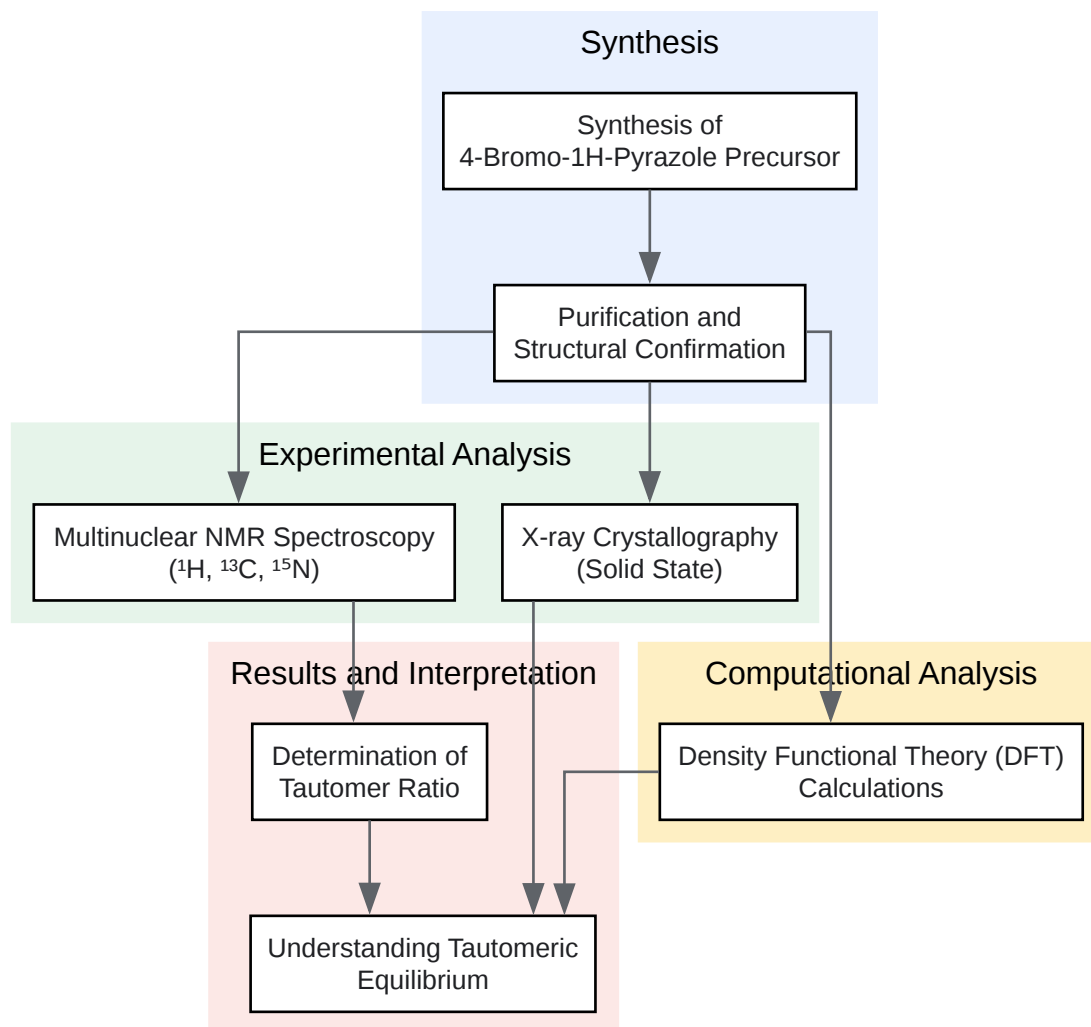 Synthesis
Synthesis of
4-Bromo-1H-Pyrazole Precursor
Purification and
Structural Confirmation
Experimental Analysis
Multinuclear NMR Spectroscopy
(¹H, ¹³C, ¹⁵N)
X-ray Crystallography
(Solid State)
Results and Interpretation
Determination of
Tautomer Ratio
Understanding Tautomeric
Equilibrium
Computational Analysis
Density Functional Theory (DFT)
Calculations